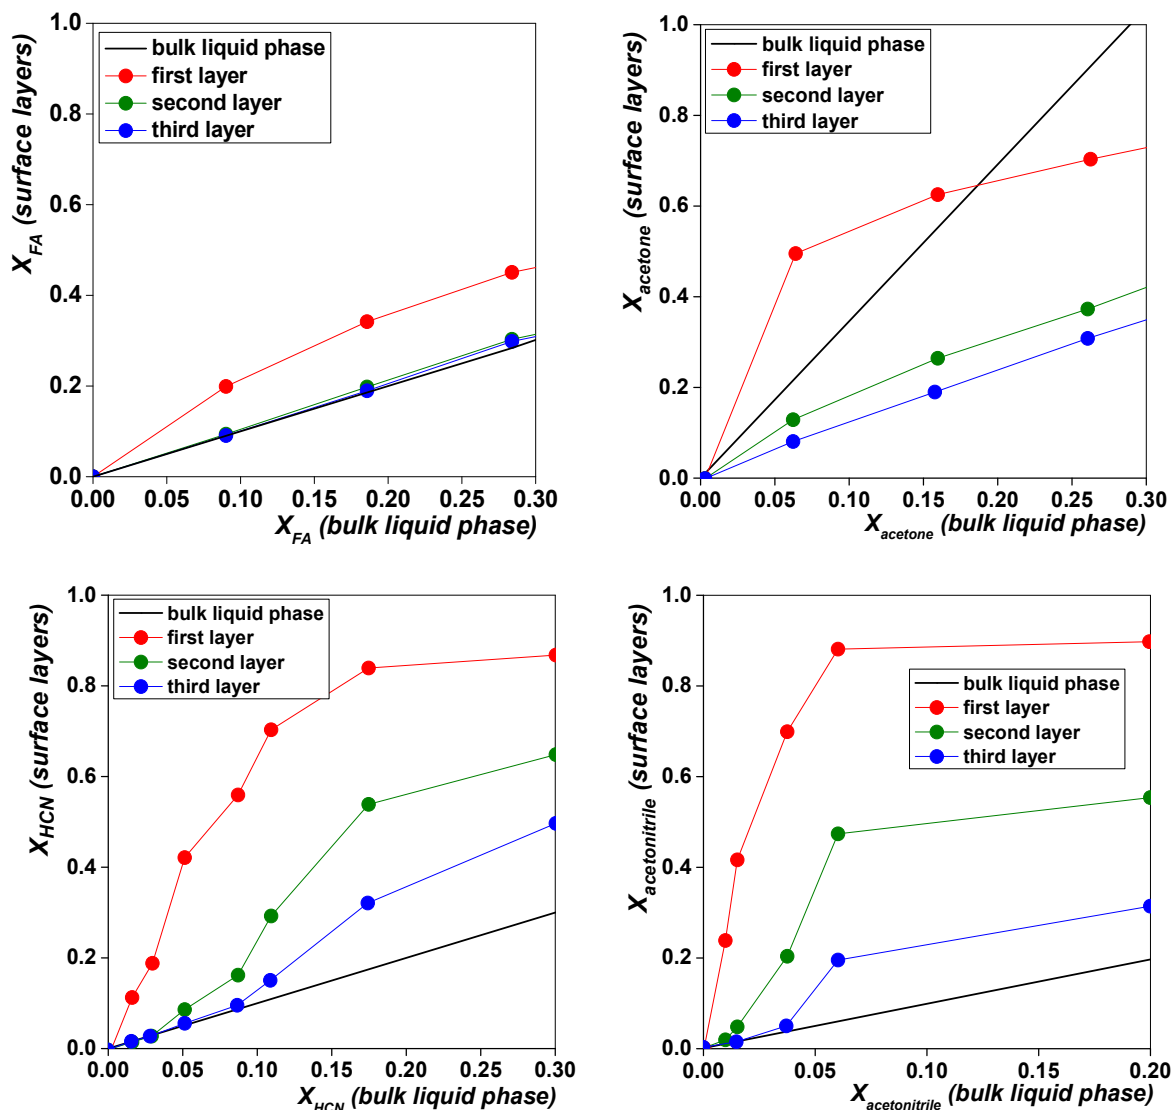 1.0
0.8
0.6
0.4
0.2
0.0
X_FA (surface layers)
bulk liquid phase
first layer
second layer
third layer
0.00 0.05 0.10 0.15 0.20 0.25 0.30
X_FA (bulk liquid phase)
1.0
0.8
0.6
0.4
0.2
0.0
X_acetone (surface layers)
bulk liquid phase
first layer
second layer
third layer
0.00 0.05 0.10 0.15 0.20 0.25 0.30
X_acetone (bulk liquid phase)
1.0
0.8
0.6
0.4
0.2
0.0
X_HCN (surface layers)
bulk liquid phase
first layer
second layer
third layer
0.00 0.05 0.10 0.15 0.20 0.25 0.30
X_HCN (bulk liquid phase)
1.0
0.8
0.6
0.4
0.2
0.0
X_acetonitrile (surface layers)
bulk liquid phase
first layer
second layer
third layer
0.00 0.05 0.10 0.15 0.20
X_acetonitrile (bulk liquid phase)